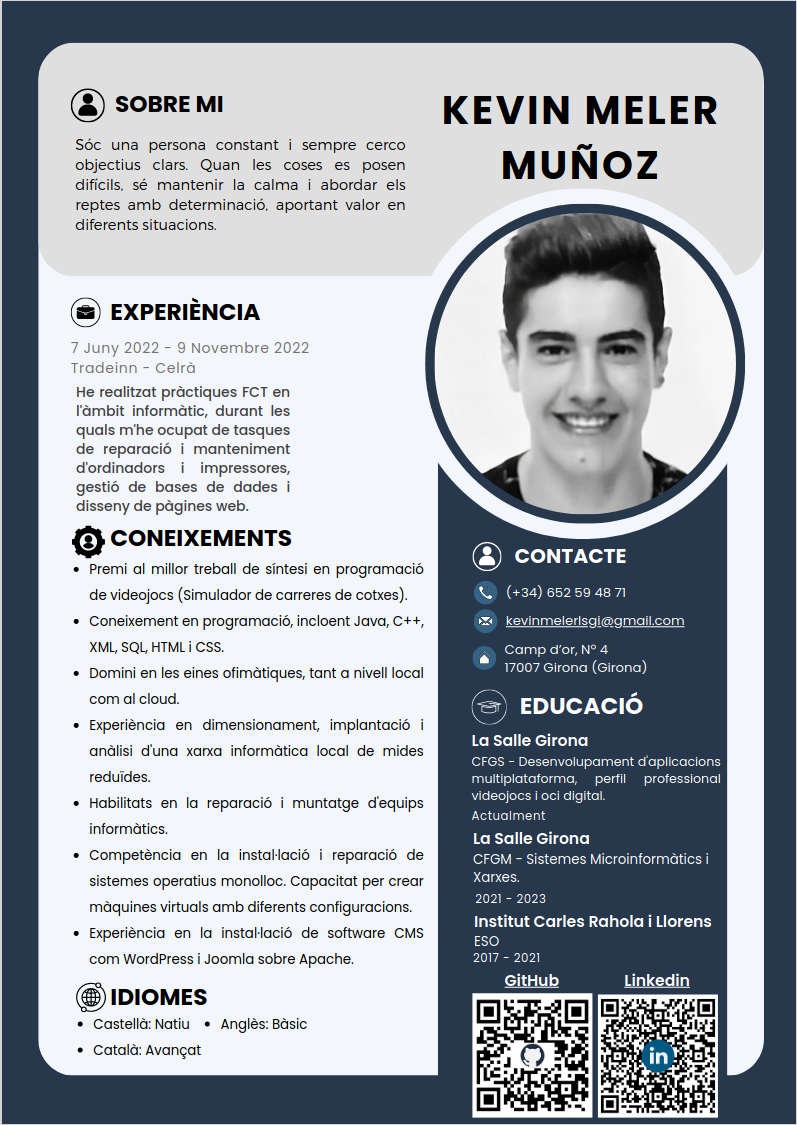 SOBRE MI
Sóc una persona constant i sempre cerco
objectius clars. Quan les coses es posen
difícils, sé mantenir la calma i abordar els
reptes amb determinació, aportant valor en
diferents situacions.
KEVIN MELER
MUÑOZ
EXPERIÈNCIA
7 Juny 2022 - 9 Novembre 2022
Tradeinn - Celrà
He realitzat pràctiques FCT en
l'àmbit informàtic, durant les
quals m'he ocupat de tasques
de reparació i manteniment
d'ordinadors i impressores,
gestió de bases de dades i
disseny de pàgines web.
CONEIXEMENTS
• Premi al millor treball de síntesi en programació
de videojocs (Simulador de carreres de cotxes).
• Coneixement en programació, incloent Java, C++,
XML, SQL, HTML i CSS.
• Domini en les eines ofimàtiques, tant a nivell local
com al cloud.
• Experiència en dimensionament, implantació i
anàlisi d'una xarxa informàtica local de mides
reduïdes.
• Habilitats en la reparació i muntatge d'equips
informàtics.
• Competència en la instal·lació i reparació de
sistemes operatius monolloc. Capacitat per crear
màquines virtuals amb diferents configuracions.
• Experiència en la instal·lació de software CMS
com WordPress i Joomla sobre Apache.
IDIOMES
• Castellà: Natiu • Anglès: Bàsic
• Català: Avançat
CONTACTE
(+34) 652 59 48 71
kevinmelerlsgi@gmail.com
Camp d’or, Nº 4
17007 Girona (Girona)
EDUCACIÓ
La Salle Girona
CFGS - Desenvolupament d'aplicacions
multiplataforma, perfil professional
videojocs i oci digital.
Actualment
La Salle Girona
CFGM - Sistemes Microinformàtics i
Xarxes.
2021 - 2023
Institut Carles Rahola i Llorens
ESO
2017 - 2021
GitHub Linkedin
in